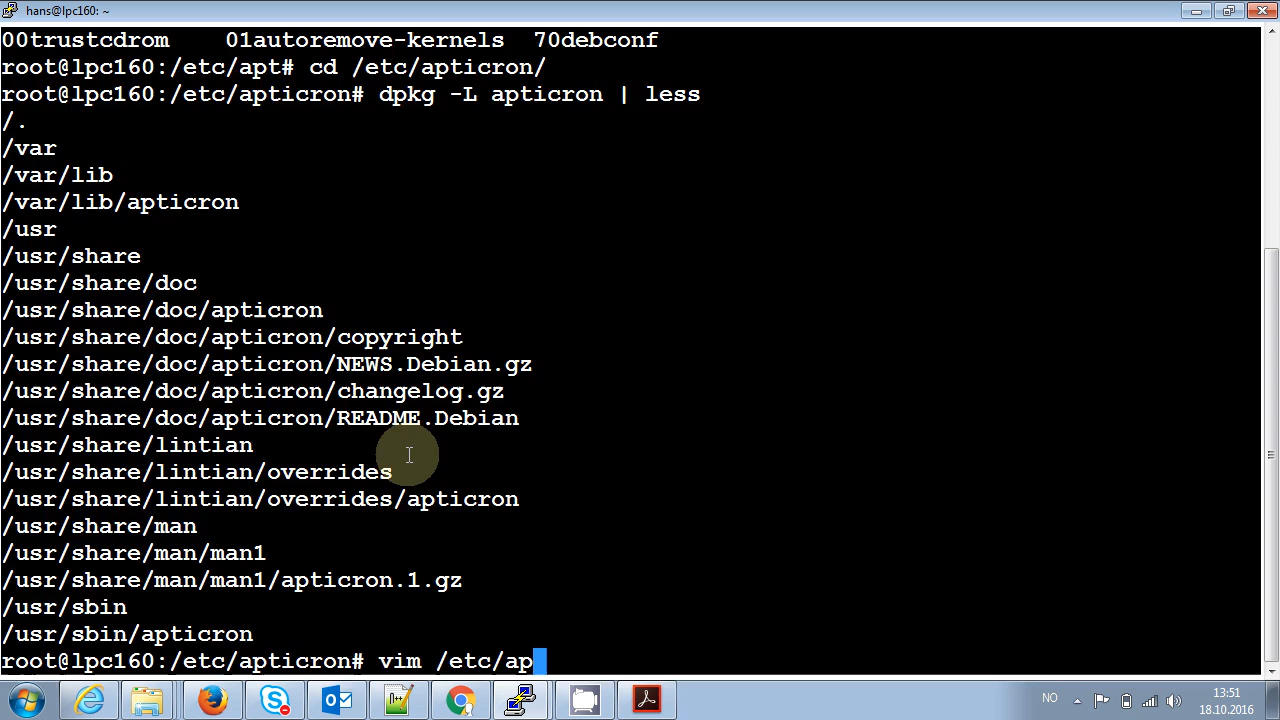 hans@lpc160: ~
00trustcdrom    01autoremove-kernels  70debconf
root@lpc160:/etc/apt# cd /etc/apticron/
root@lpc160:/etc/apticron# dpkg -L apticron | less
/.
/var
/var/lib
/var/lib/apticron
/usr
/usr/share
/usr/share/doc
/usr/share/doc/apticron
/usr/share/doc/apticron/copyright
/usr/share/doc/apticron/NEWS.Debian.gz
/usr/share/doc/apticron/changelog.gz
/usr/share/doc/apticron/README.Debian
/usr/share/lintian
/usr/share/lintian/overrides
/usr/share/lintian/overrides/apticron
/usr/share/man
/usr/share/man/man1
/usr/share/man/man1/apticron.1.gz
/usr/sbin
/usr/sbin/apticron
root@lpc160:/etc/apticron# vim /etc/ap
NO
13:51
18.10.2016